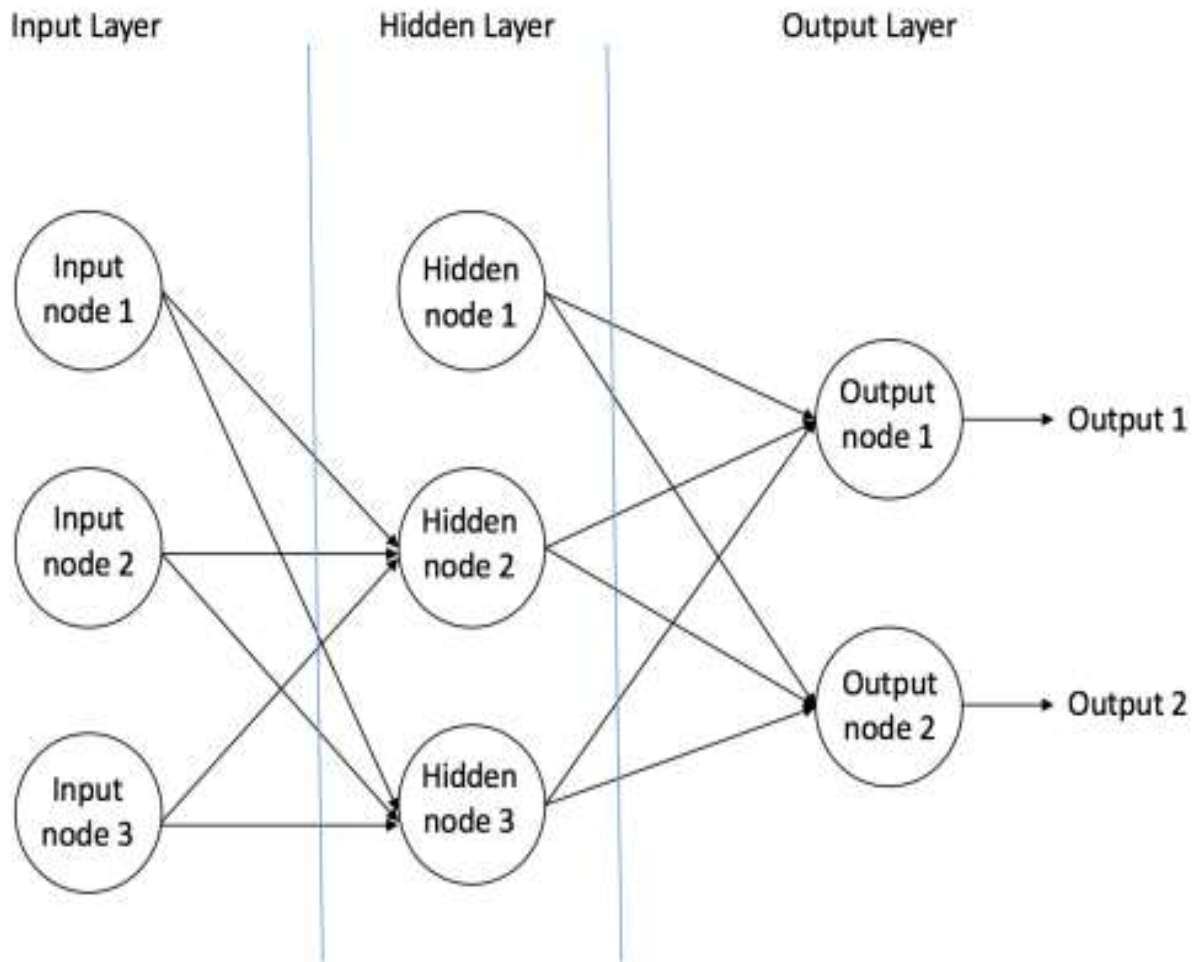 Input Layer
Hidden Layer
Output Layer
Input
node 1
Hidden
node 1
Output
node 1
Output 1
Input
node 2
Hidden
node 2
Output
node 2
Output 2
Input
node 3
Hidden
node 3